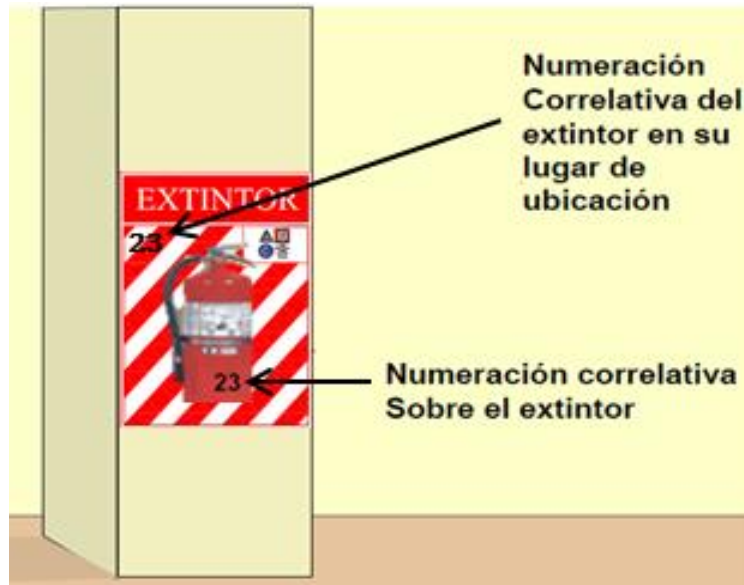 Numeración
Correlativa del
extintor en su
lugar de
ubicación
EXTINTOR
23
23
Numeración correlativa
Sobre el extintor